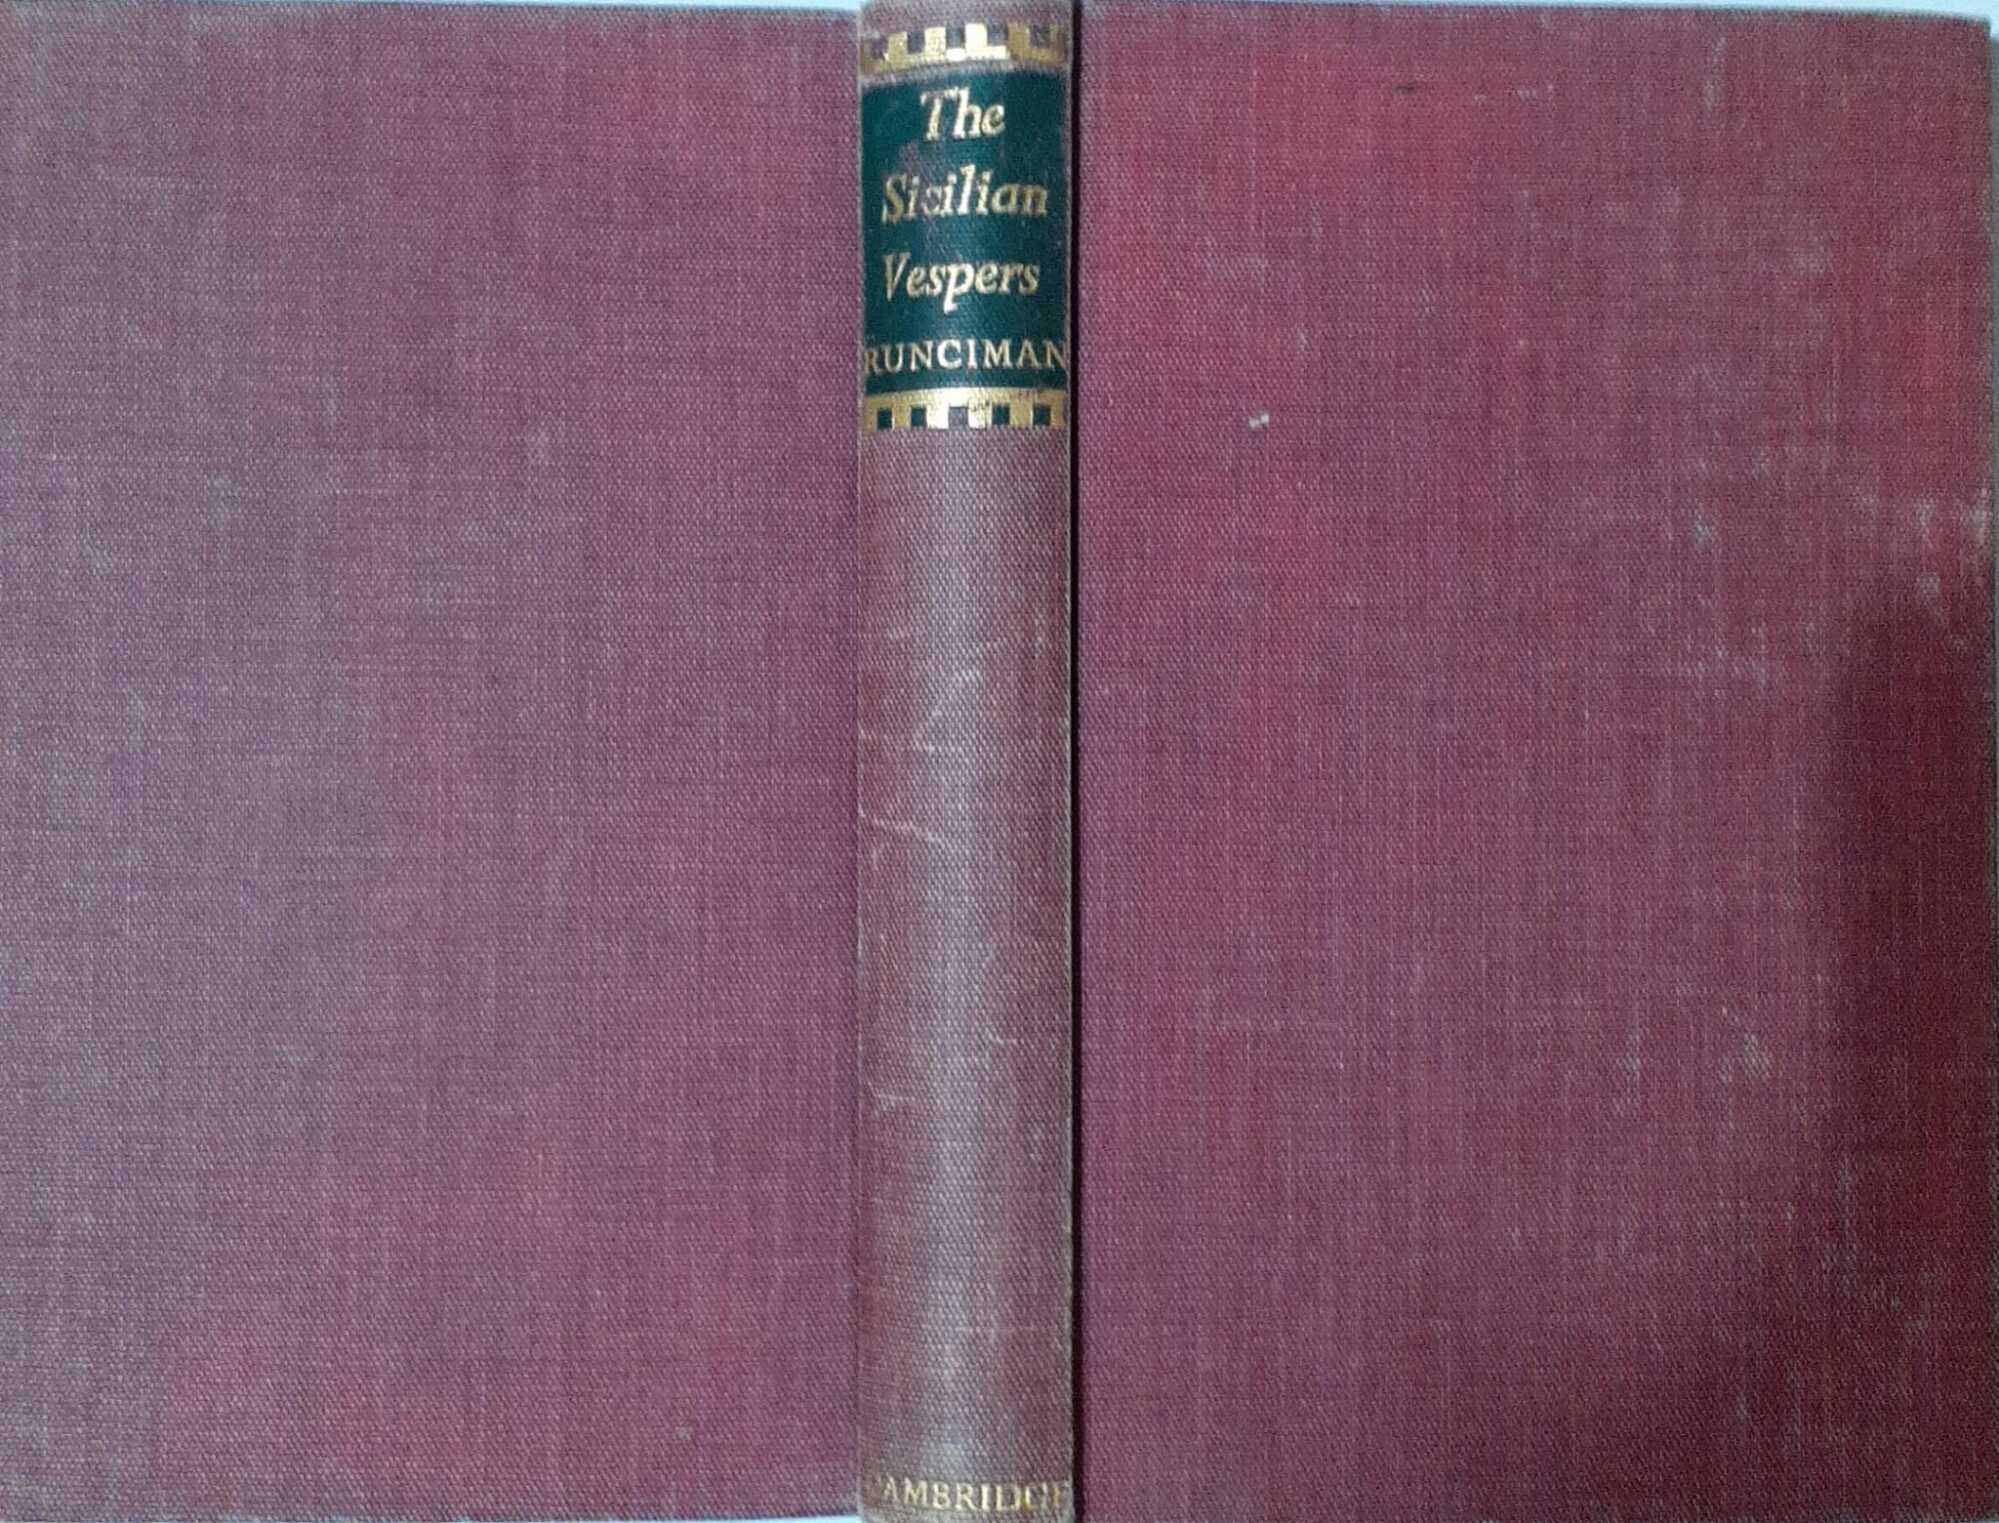 The
Sicilian
Vespers
RUNCIMAN
CAMBRIDGE